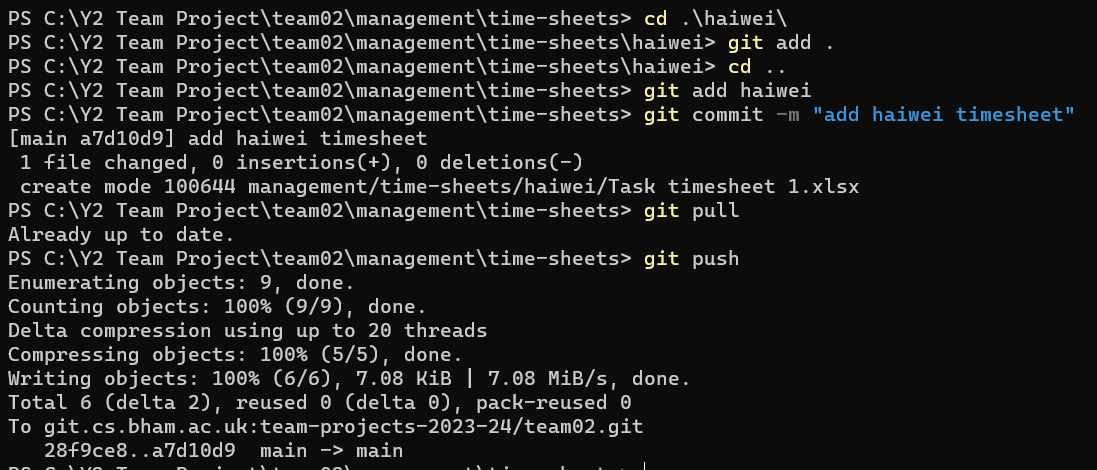 PS C:\Y2 Team Project\team02\management\time-sheets> cd .\haiwei\
PS C:\Y2 Team Project\team02\management\time-sheets\haiwei> git add .
PS C:\Y2 Team Project\team02\management\time-sheets\haiwei> cd ..
PS C:\Y2 Team Project\team02\management\time-sheets> git add haiwei
PS C:\Y2 Team Project\team02\management\time-sheets> git commit -m "add haiwei timesheet"
[main a7d10d9] add haiwei timesheet
 1 file changed, 0 insertions(+), 0 deletions(-)
 create mode 100644 management/time-sheets/haiwei/Task timesheet 1.xlsx
PS C:\Y2 Team Project\team02\management\time-sheets> git pull
Already up to date.
PS C:\Y2 Team Project\team02\management\time-sheets> git push
Enumerating objects: 9, done.
Counting objects: 100% (9/9), done.
Delta compression using up to 20 threads
Compressing objects: 100% (5/5), done.
Writing objects: 100% (6/6), 7.08 KiB | 7.08 MiB/s, done.
Total 6 (delta 2), reused 0 (delta 0), pack-reused 0
To git.cs.bham.ac.uk:team-projects-2023-24/team02.git
   28f9ce8..a7d10d9  main -> main
PS C:\Y2 Team Project\team02\management\time-sheets>